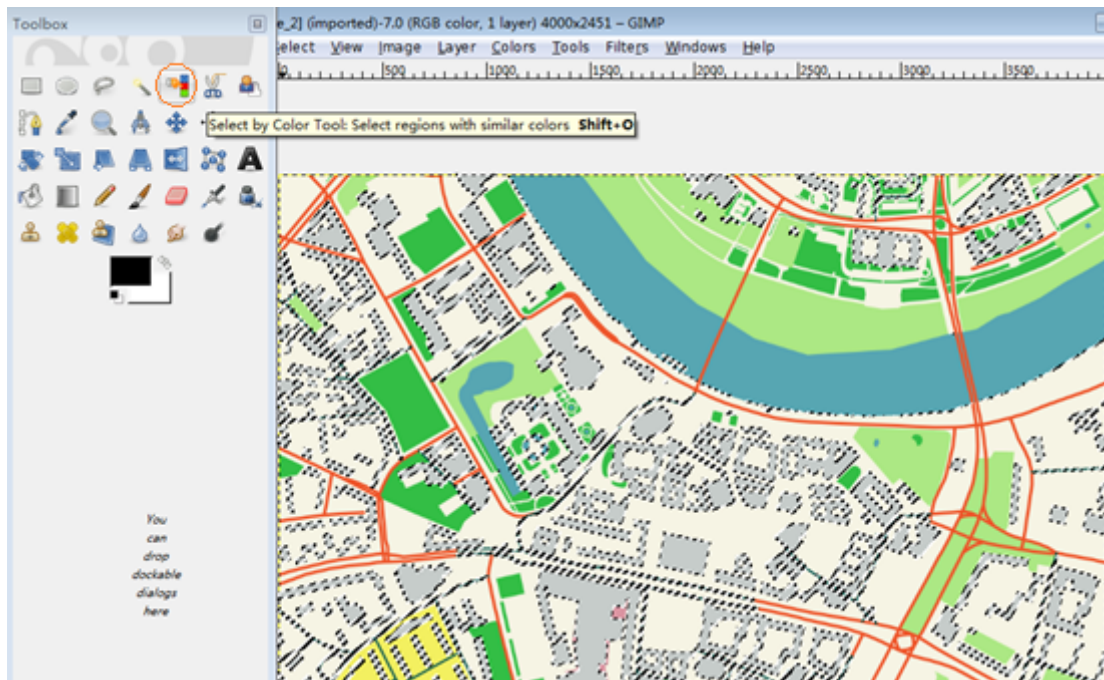 Toolbox
e_2] (imported)-7.0 (RGB color, 1 layer) 4000x2451 – GIMP
elect View Image Layer Colors Tools Filters Windows Help
0 500 1000 1500 2000 2500 3000 3500
Select by Color Tool: Select regions with similar colors Shift+O
You
can
drop
dockable
dialogs
here